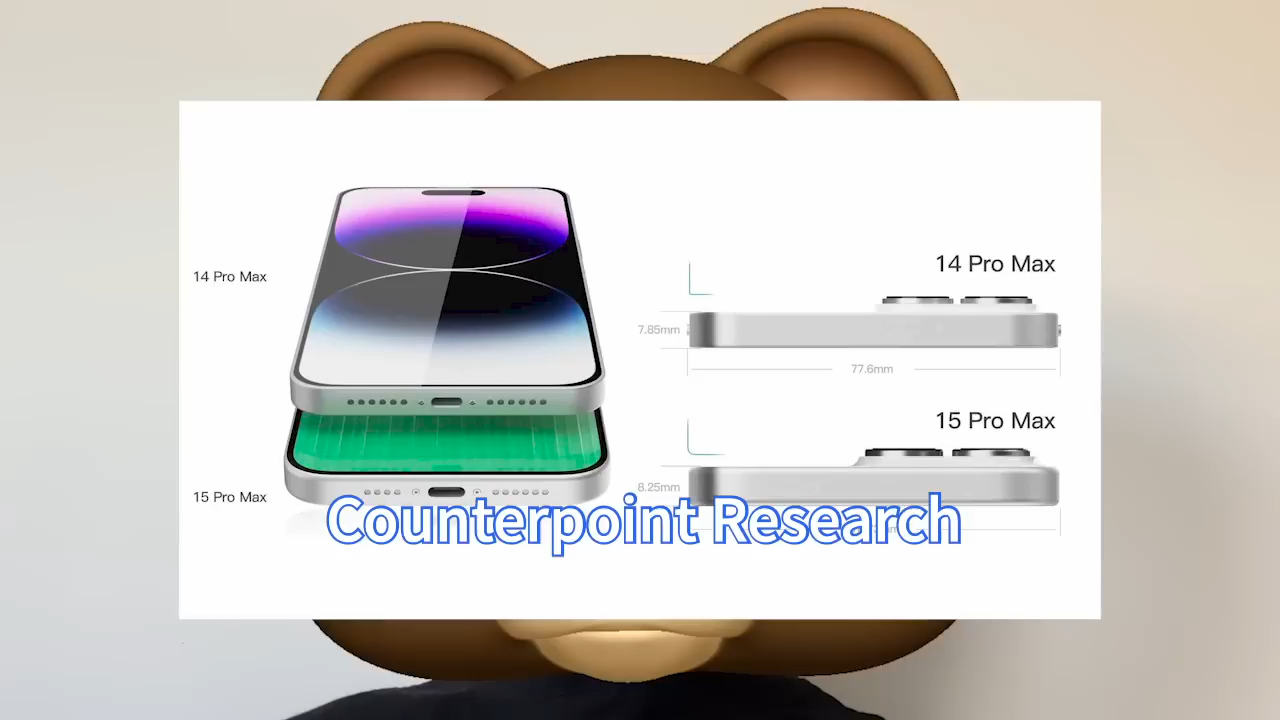 14 Pro Max
15 Pro Max
14 Pro Max
7.85mm
77.6mm
15 Pro Max
8.25mm
Counterpoint Research